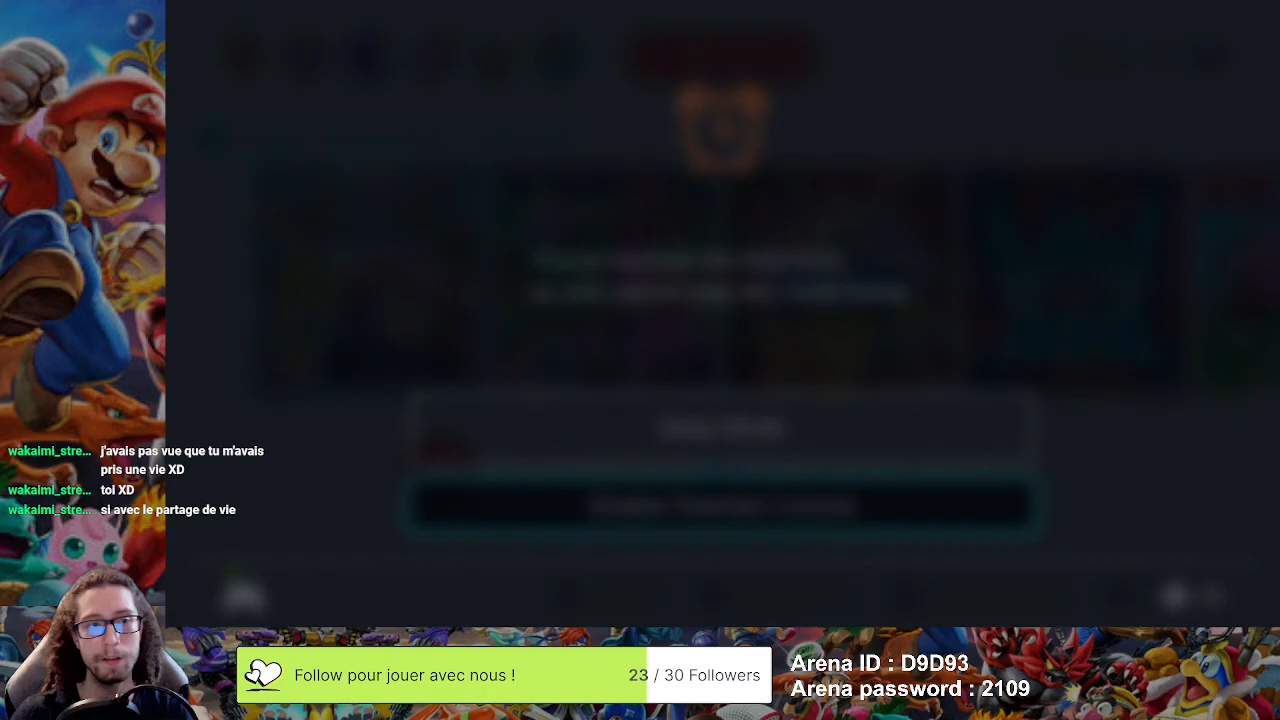 wakaimi_stre... j'avais pas vue que tu m'avais
pris une vie XD
wakaimi_stre... toi XD
wakaimi_stre... si avec le partage de vie
Follow pour jouer avec nous ! 23 / 30 Followers
Arena ID : D9D93
Arena password : 2109